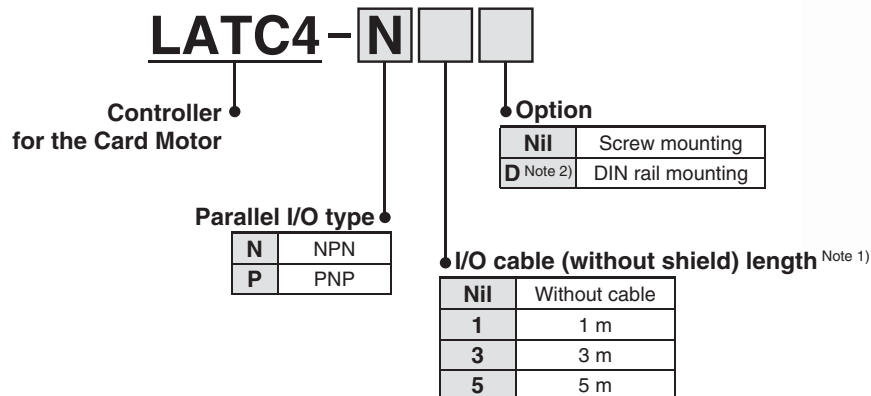 LATC4-N
Controller
for the Card Motor
Option
Nil Screw mounting
D Note 2) DIN rail mounting
Parallel I/O type
N NPN
P PNP
I/O cable (without shield) length Note 1)
Nil Without cable
1 1 m
3 3 m
5 5 m